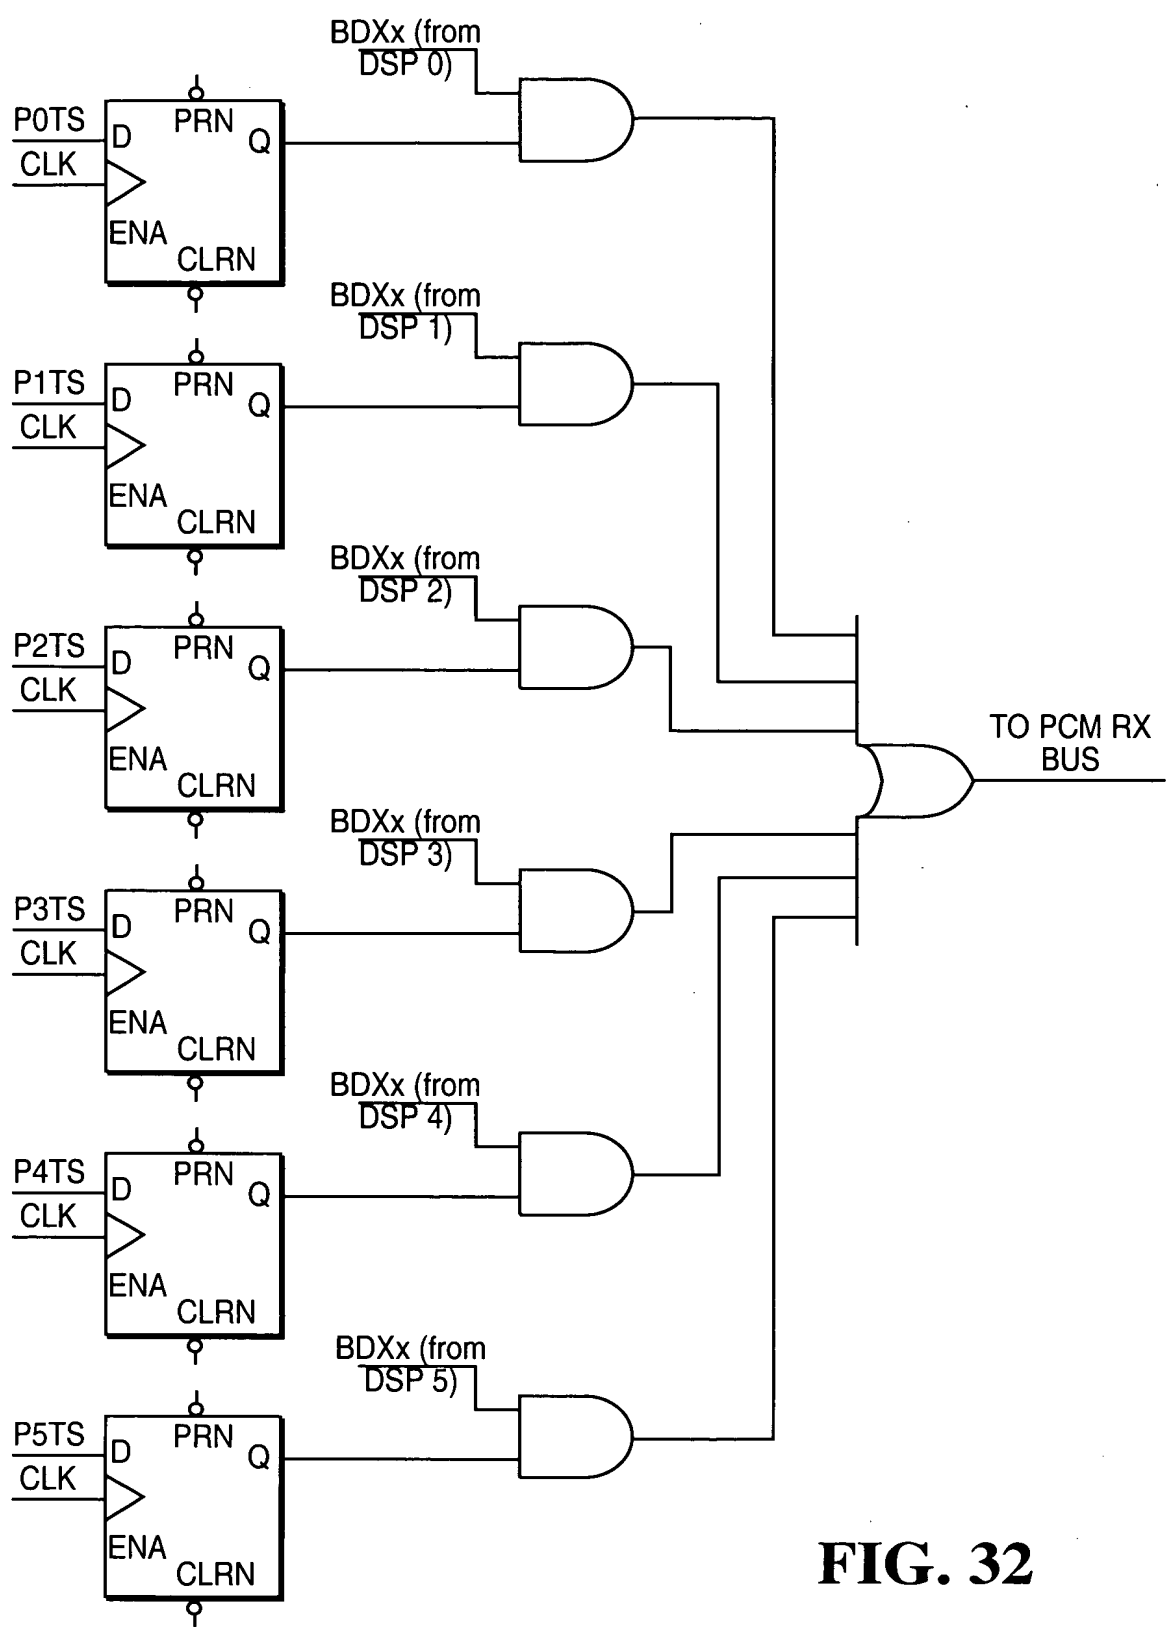 BDXx (from
DSP 0)
P0TS
CLK
D
PRN
Q
ENA
CLRN
BDXx (from
DSP 1)
P1TS
CLK
D
PRN
Q
ENA
CLRN
BDXx (from
DSP 2)
P2TS
CLK
D
PRN
Q
ENA
CLRN
TO PCM RX
BUS
BDXx (from
DSP 3)
P3TS
CLK
D
PRN
Q
ENA
CLRN
BDXx (from
DSP 4)
P4TS
CLK
D
PRN
Q
ENA
CLRN
BDXx (from
DSP 5)
P5TS
CLK
D
PRN
Q
ENA
CLRN
FIG. 32